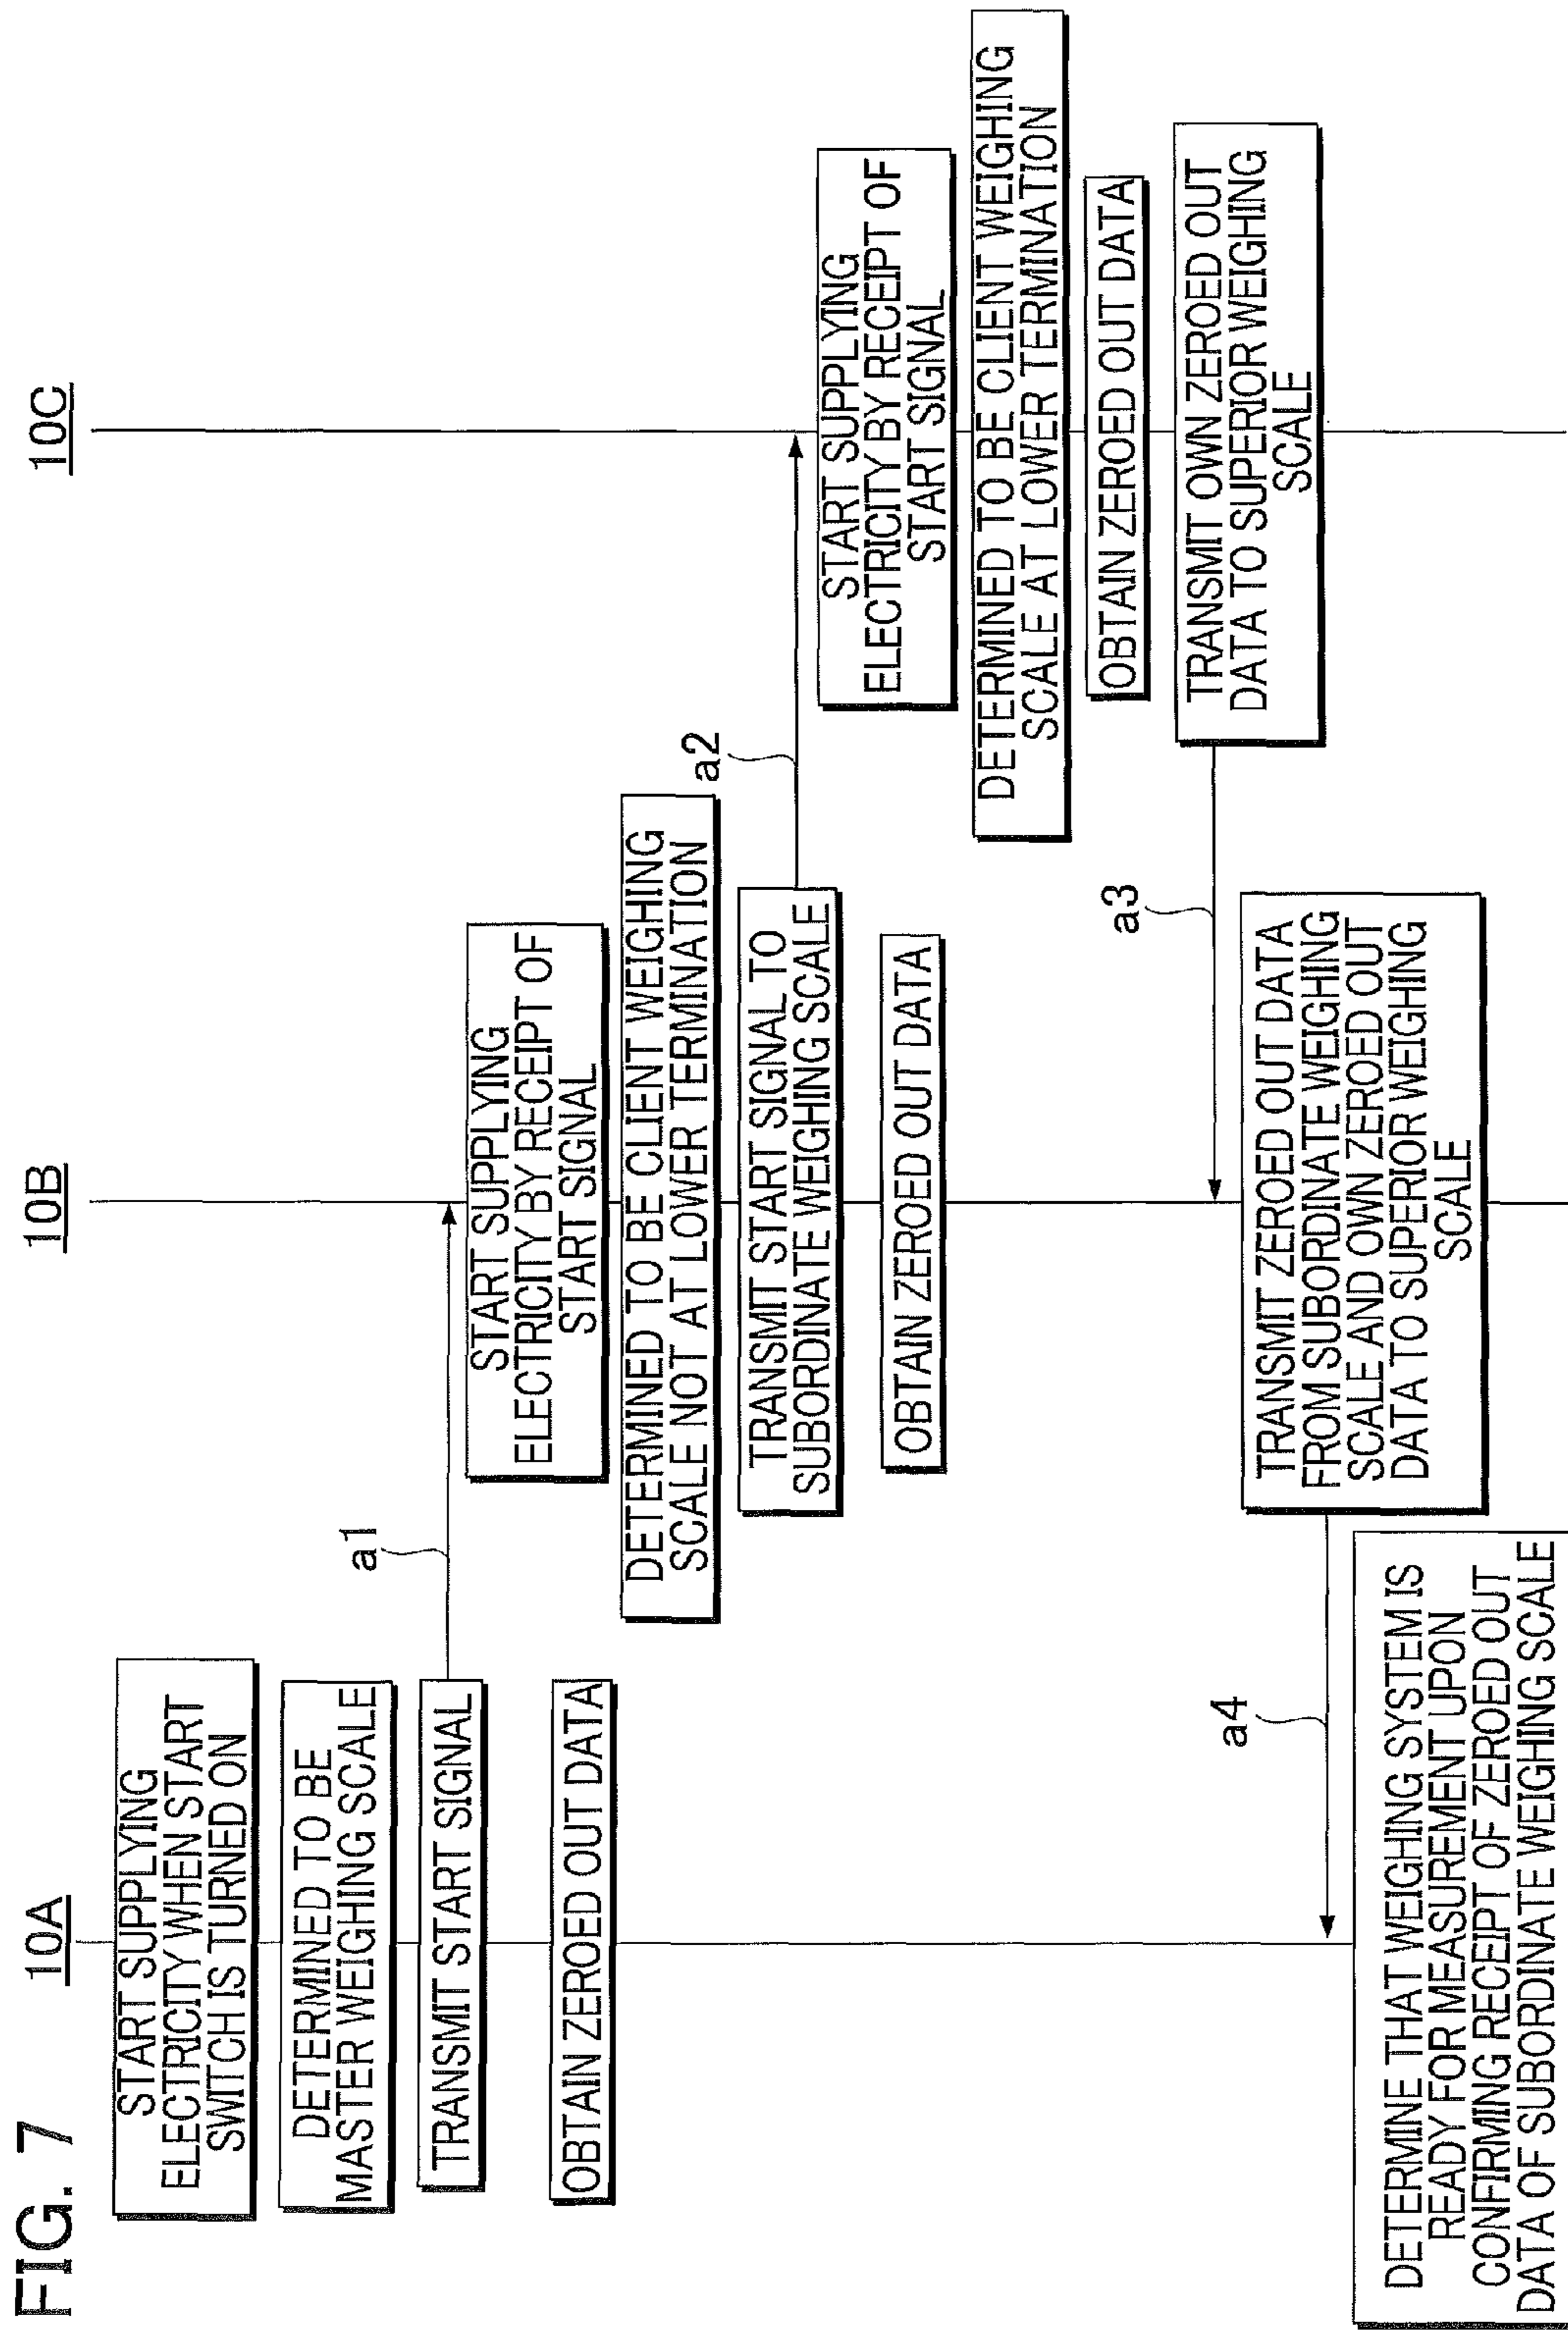 FIG. 7
10A
START SUPPLYING
ELECTRICITY WHEN START
SWITCH IS TURNED ON
DETERMINED TO BE
MASTER WEIGHING SCALE
TRANSMIT START SIGNAL
OBTAIN ZEROED OUT DATA
DETERMINE THAT WEIGHING SYSTEM IS
READY FOR MEASUREMENT UPON
CONFIRMING RECEIPT OF ZEROED OUT
DATA OF SUBORDINATE WEIGHING SCALE
a1
a4
10B
START SUPPLYING
ELECTRICITY BY RECEIPT OF
START SIGNAL
DETERMINED TO BE CLIENT WEIGHING
SCALE NOT AT LOWER TERMINATION
TRANSMIT START SIGNAL TO
SUBORDINATE WEIGHING SCALE
OBTAIN ZEROED OUT DATA
TRANSMIT ZEROED OUT DATA
FROM SUBORDINATE WEIGHING
SCALE AND OWN ZEROED OUT
DATA TO SUPERIOR WEIGHING
SCALE
a2
a3
10C
START SUPPLYING
ELECTRICITY BY RECEIPT OF
START SIGNAL
DETERMINED TO BE CLIENT WEIGHING
SCALE AT LOWER TERMINATION
OBTAIN ZEROED OUT DATA
TRANSMIT OWN ZEROED OUT
DATA TO SUPERIOR WEIGHING
SCALE